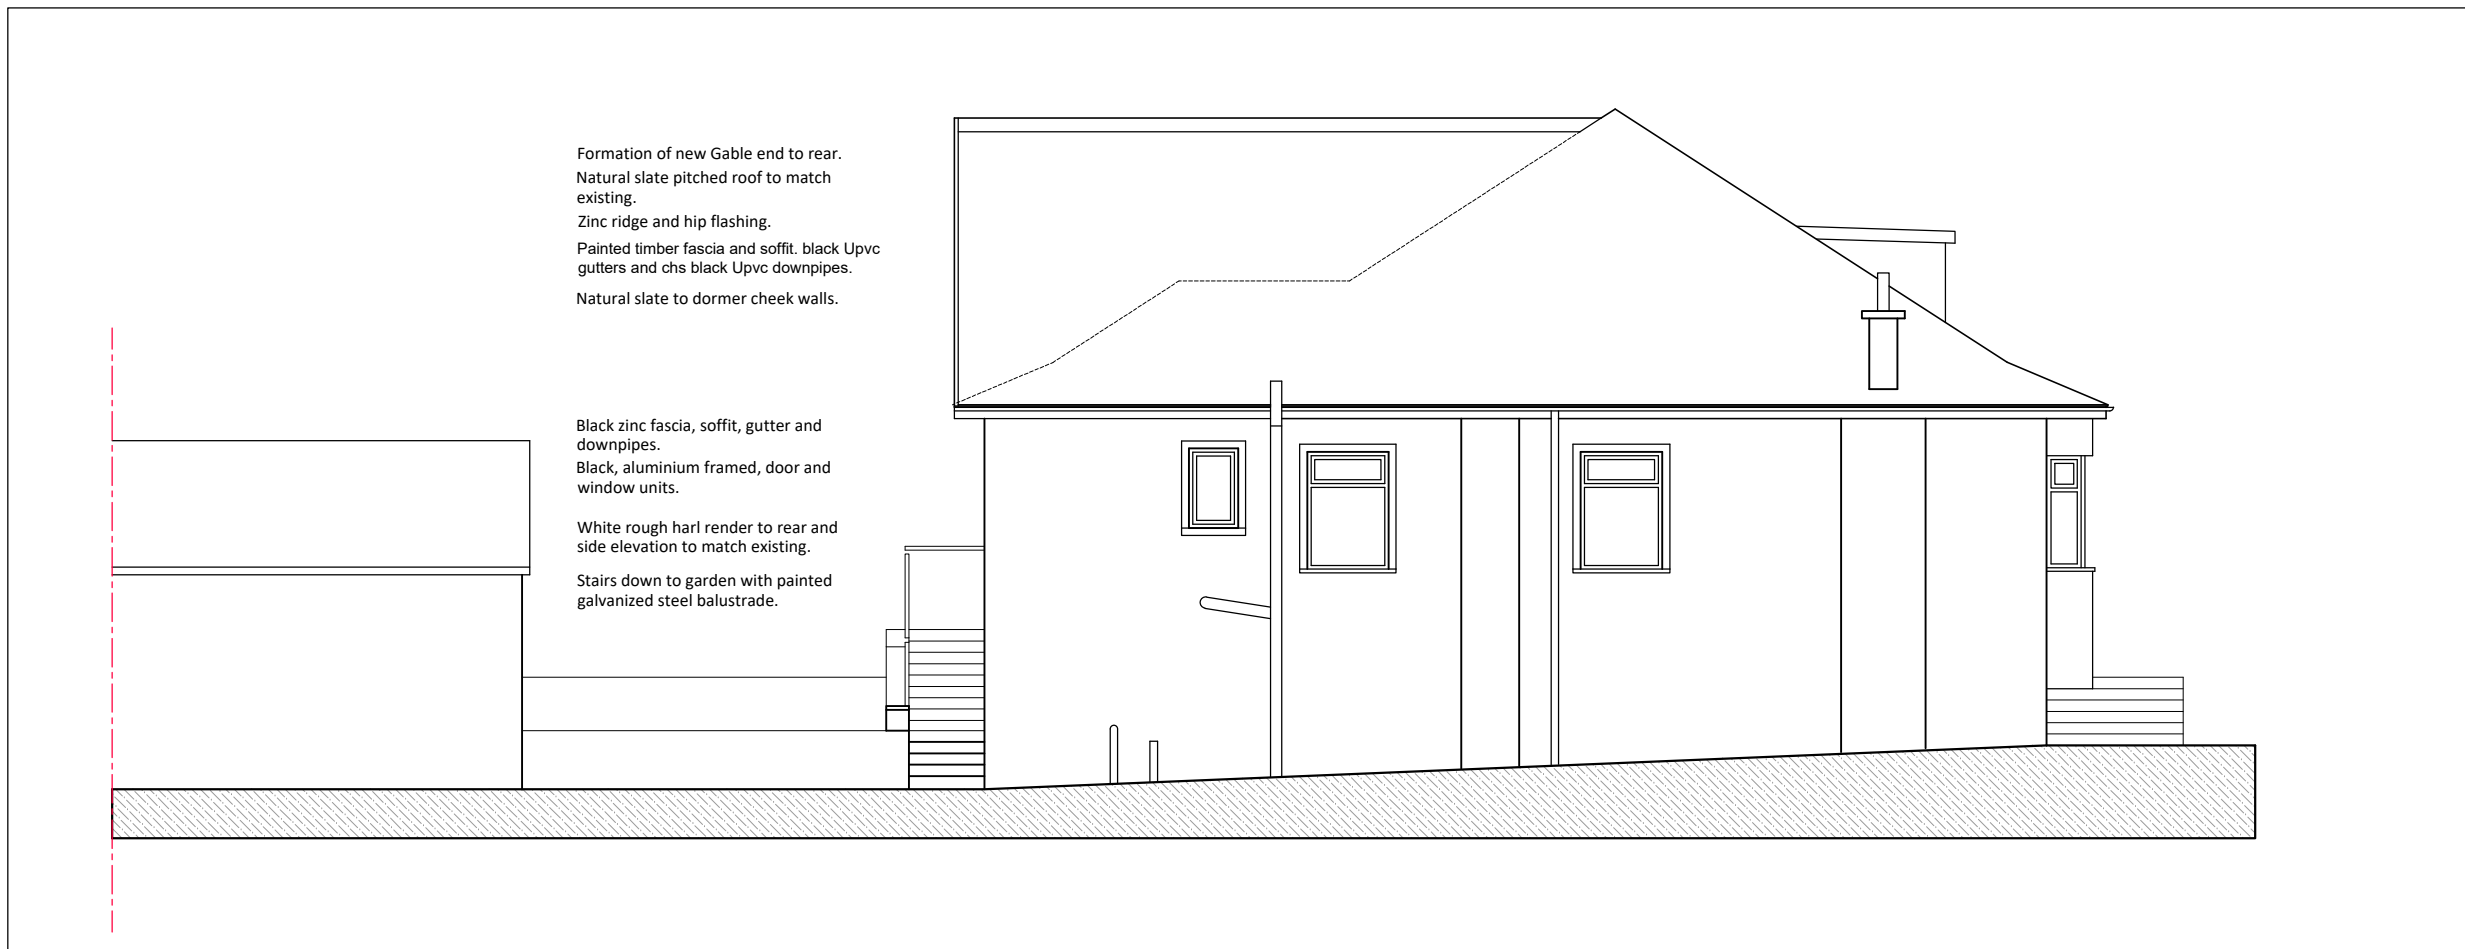 Formation of new Gable end to rear.
Natural slate pitched roof to match
existing.
Zinc ridge and hip flashing.
Painted timber fascia and soffit. black Upvc
gutters and chs black Upvc downpipes.
Natural slate to dormer cheek walls.
Black zinc fascia, soffit, gutter and
downpipes.
Black, aluminium framed, door and
window units.
White rough harl render to rear and
side elevation to match existing.
Stairs down to garden with painted
galvanized steel balustrade.